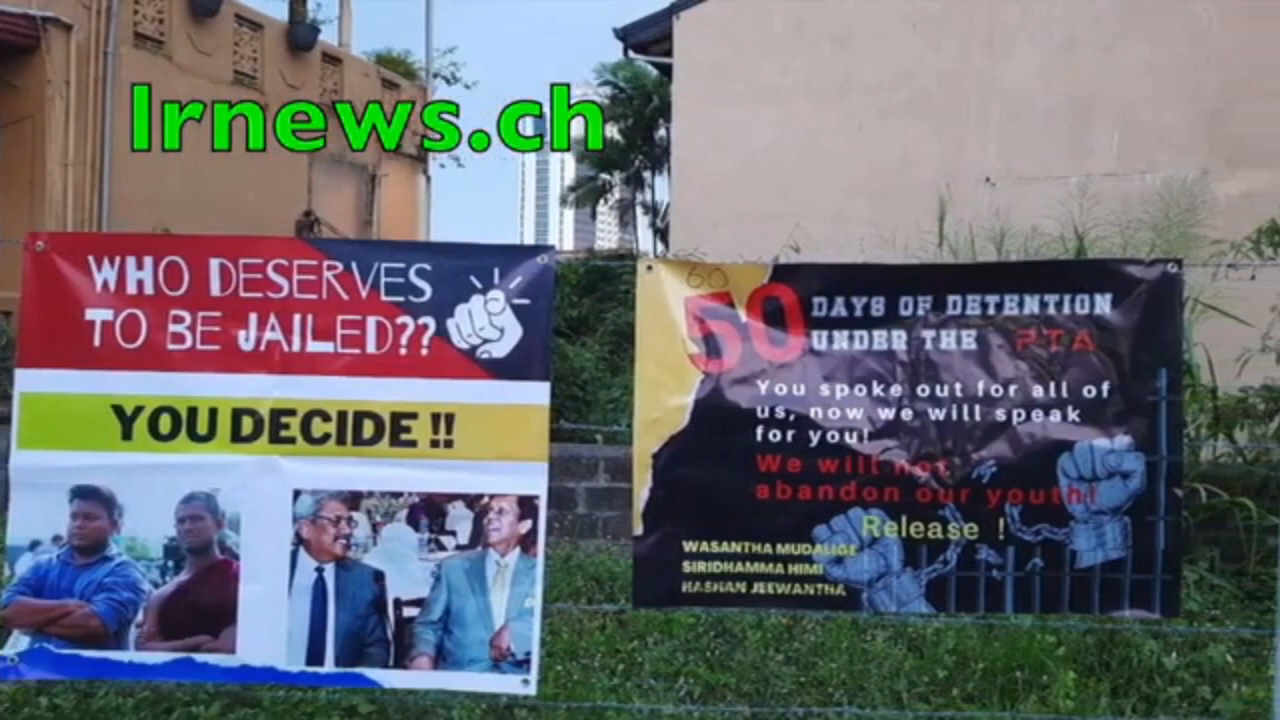 lrnews.ch
WHO DESERVES
TO BE JAILED??
YOU DECIDE !!
60
50 DAYS OF DETENTION
UNDER THE PTA
You spoke out for all of
us, now we will speak
for you!
We will not
abandon our youth!
Release !
WASANTHA MUDALIGE
SIRIDHAMMA HIMI
HASHAN JEEWANTHA